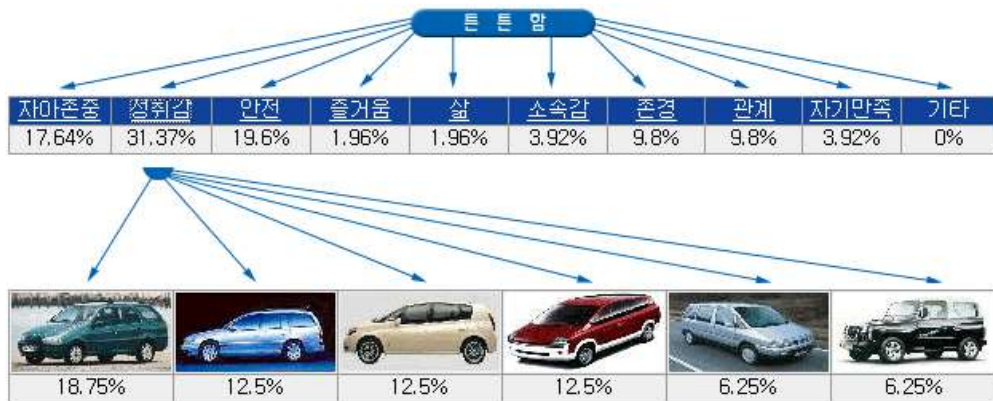 튼튼함
자아존중 성취감 안전 즐거움 삶 소속감 존경 관계 자기만족 기타
17.64% 31.37% 19.6% 1.96% 1.96% 3.92% 9.8% 9.8% 3.92% 0%
18.75% 12.5% 12.5% 12.5% 6.25% 6.25%